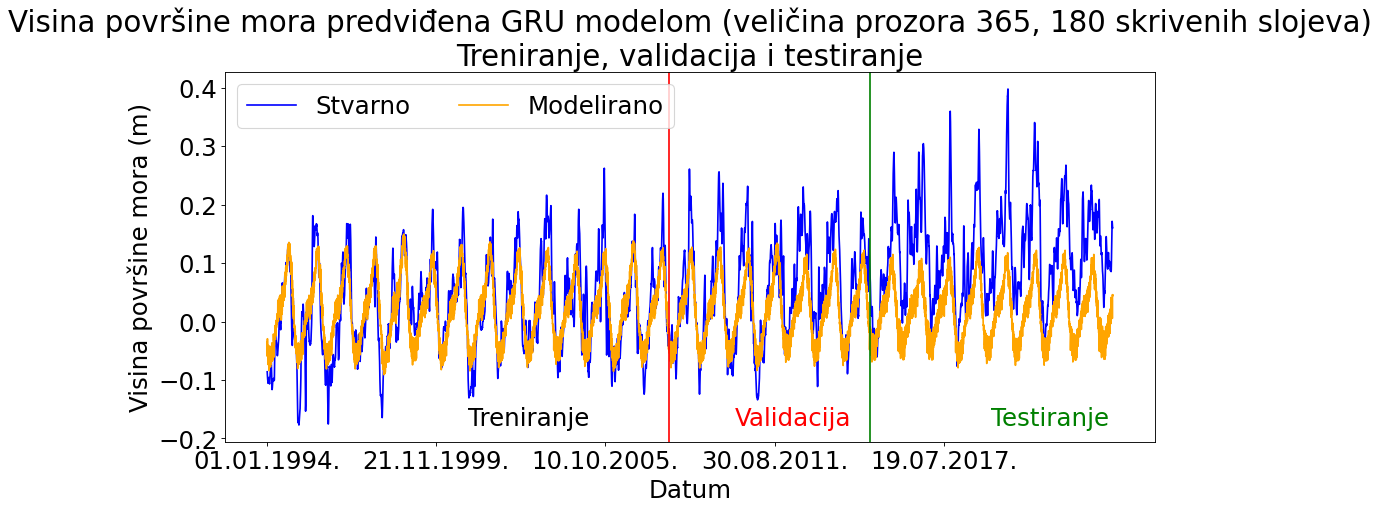 Visina površine mora predviđena GRU modelom (veličina prozora 365, 180 skrivenih slojeva)
Treniranje, validacija i testiranje
Stvarno
Modelirano
Visina površine mora (m)
0.4
0.3
0.2
0.1
0.0
−0.1
−0.2
Treniranje
Validacija
Testiranje
01.01.1994.
21.11.1999.
10.10.2005.
30.08.2011.
19.07.2017.
Datum